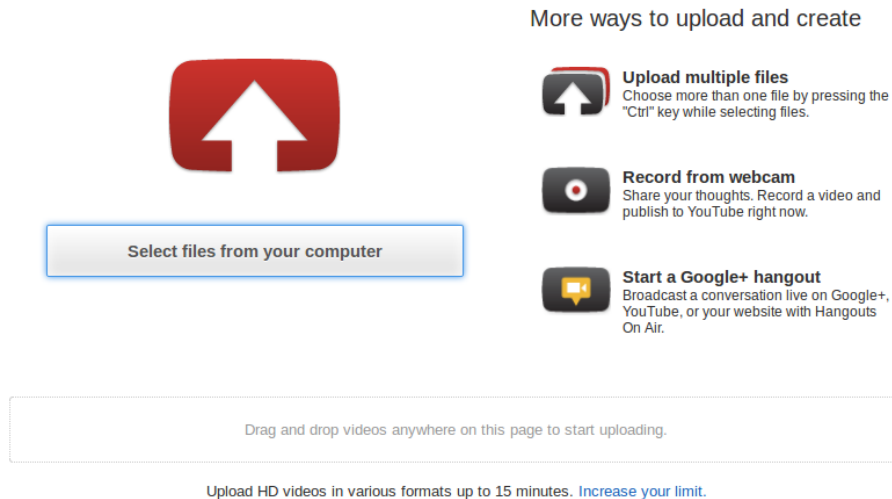 More ways to upload and create
Upload multiple files
Choose more than one file by pressing the
"Ctrl" key while selecting files.
Record from webcam
Share your thoughts. Record a video and
publish to YouTube right now.
Select files from your computer
Start a Google+ hangout
Broadcast a conversation live on Google+,
YouTube, or your website with Hangouts
On Air.
Drag and drop videos anywhere on this page to start uploading.
Upload HD videos in various formats up to 15 minutes. Increase your limit.